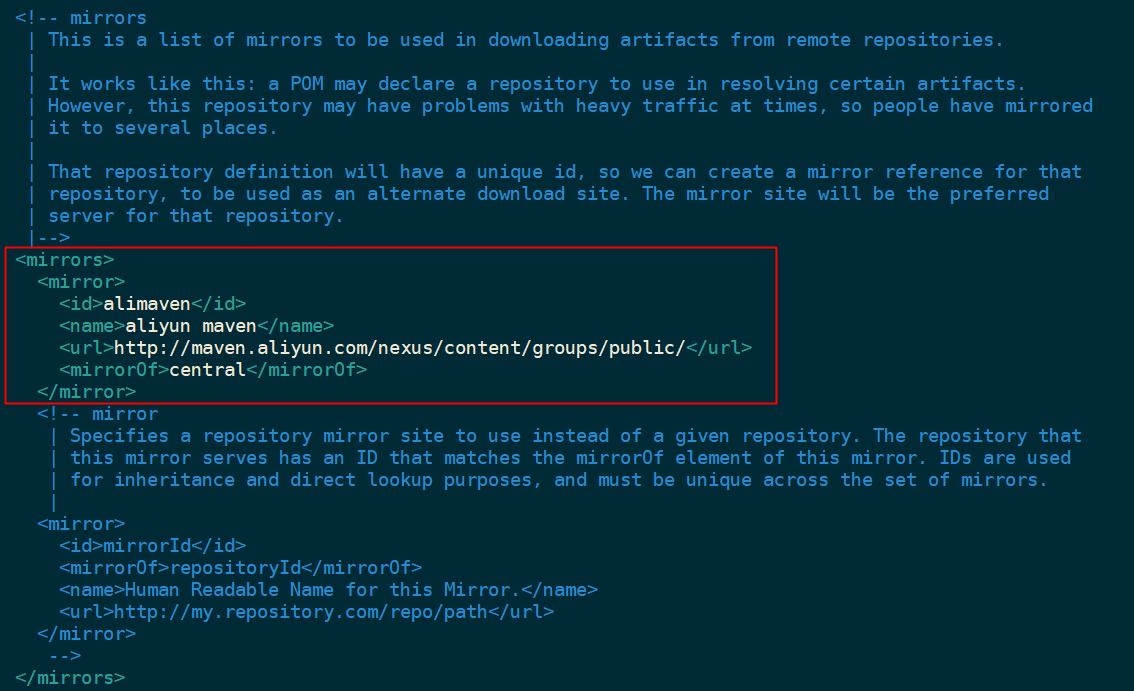 <!-- mirrors
 | This is a list of mirrors to be used in downloading artifacts from remote repositories.
 |
 | It works like this: a POM may declare a repository to use in resolving certain artifacts.
 | However, this repository may have problems with heavy traffic at times, so people have mirrored
 | it to several places.
 |
 | That repository definition will have a unique id, so we can create a mirror reference for that
 | repository, to be used as an alternate download site. The mirror site will be the preferred
 | server for that repository.
 |-->
<mirrors>
  <mirror>
    <id>alimaven</id>
    <name>aliyun maven</name>
    <url>http://maven.aliyun.com/nexus/content/groups/public/</url>
    <mirrorOf>central</mirrorOf>
  </mirror>
  <!-- mirror
   | Specifies a repository mirror site to use instead of a given repository. The repository that
   | this mirror serves has an ID that matches the mirrorOf element of this mirror. IDs are used
   | for inheritance and direct lookup purposes, and must be unique across the set of mirrors.
   |
  <mirror>
    <id>mirrorId</id>
    <mirrorOf>repositoryId</mirrorOf>
    <name>Human Readable Name for this Mirror.</name>
    <url>http://my.repository.com/repo/path</url>
  </mirror>
   -->
</mirrors>